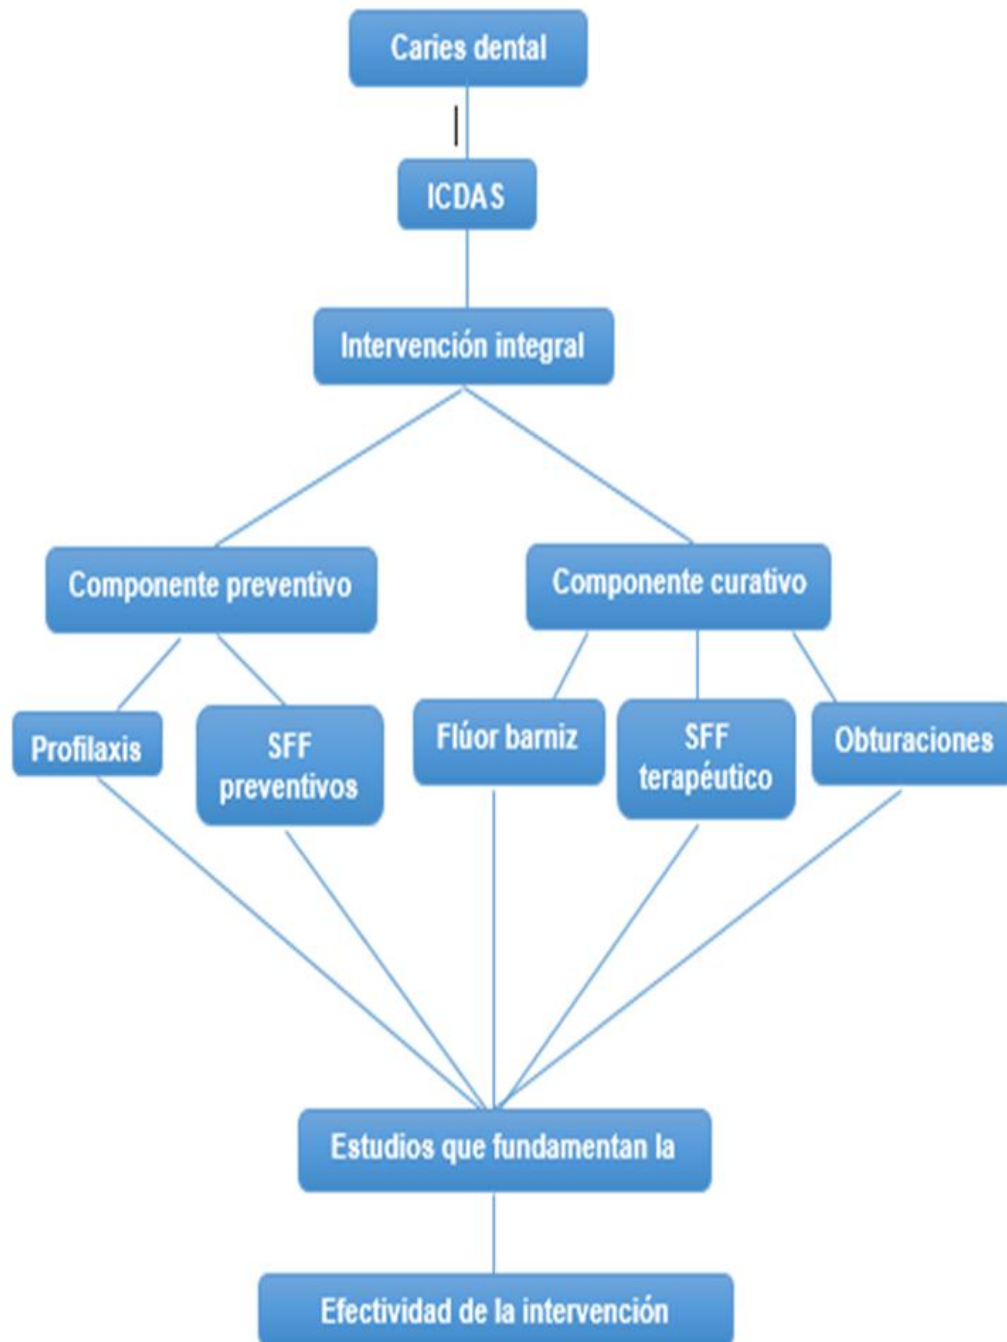 Caries dental
ICDAS
Intervención integral
Componente preventivo
Componente curativo
Profilaxis
SFF
preventivos
Flúor barniz
SFF
terapéutico
Obturaciones
Estudios que fundamentan la
Efectividad de la intervención